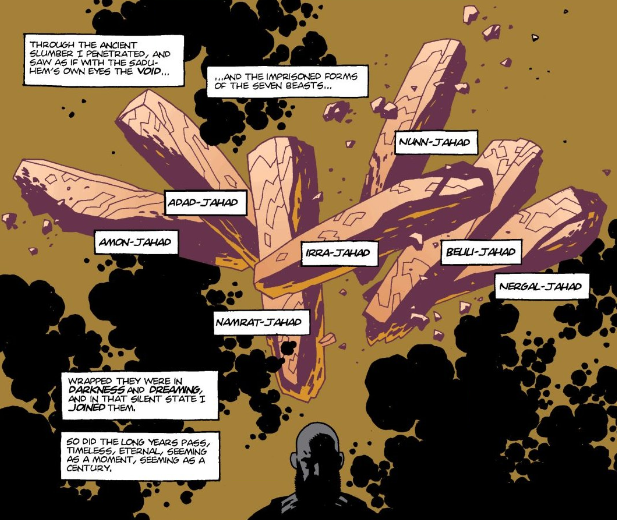 THROUGH THE ANCIENT
SLUMBER I PENETRATED, AND
SAW AS IF WITH THE SADU-
HEM'S OWN EYES THE VOID...
...AND THE IMPRISONED FORMS
OF THE SEVEN BEASTS...
NUNN-JAHAD
ADAD-JAHAD
AMON-JAHAD
IRRA-JAHAD
BEUU-JAHAD
NERGAL-JAHAD
NAMRAT-JAHAD
WRAPPED THEY WERE IN
DARKNESS AND DREAMING,
AND IN THAT SILENT STATE I
JOINED THEM.
SO DID THE LONG YEARS PASS,
TIMELESS, ETERNAL, SEEMING
AS A MOMENT, SEEMING AS A
CENTURY.